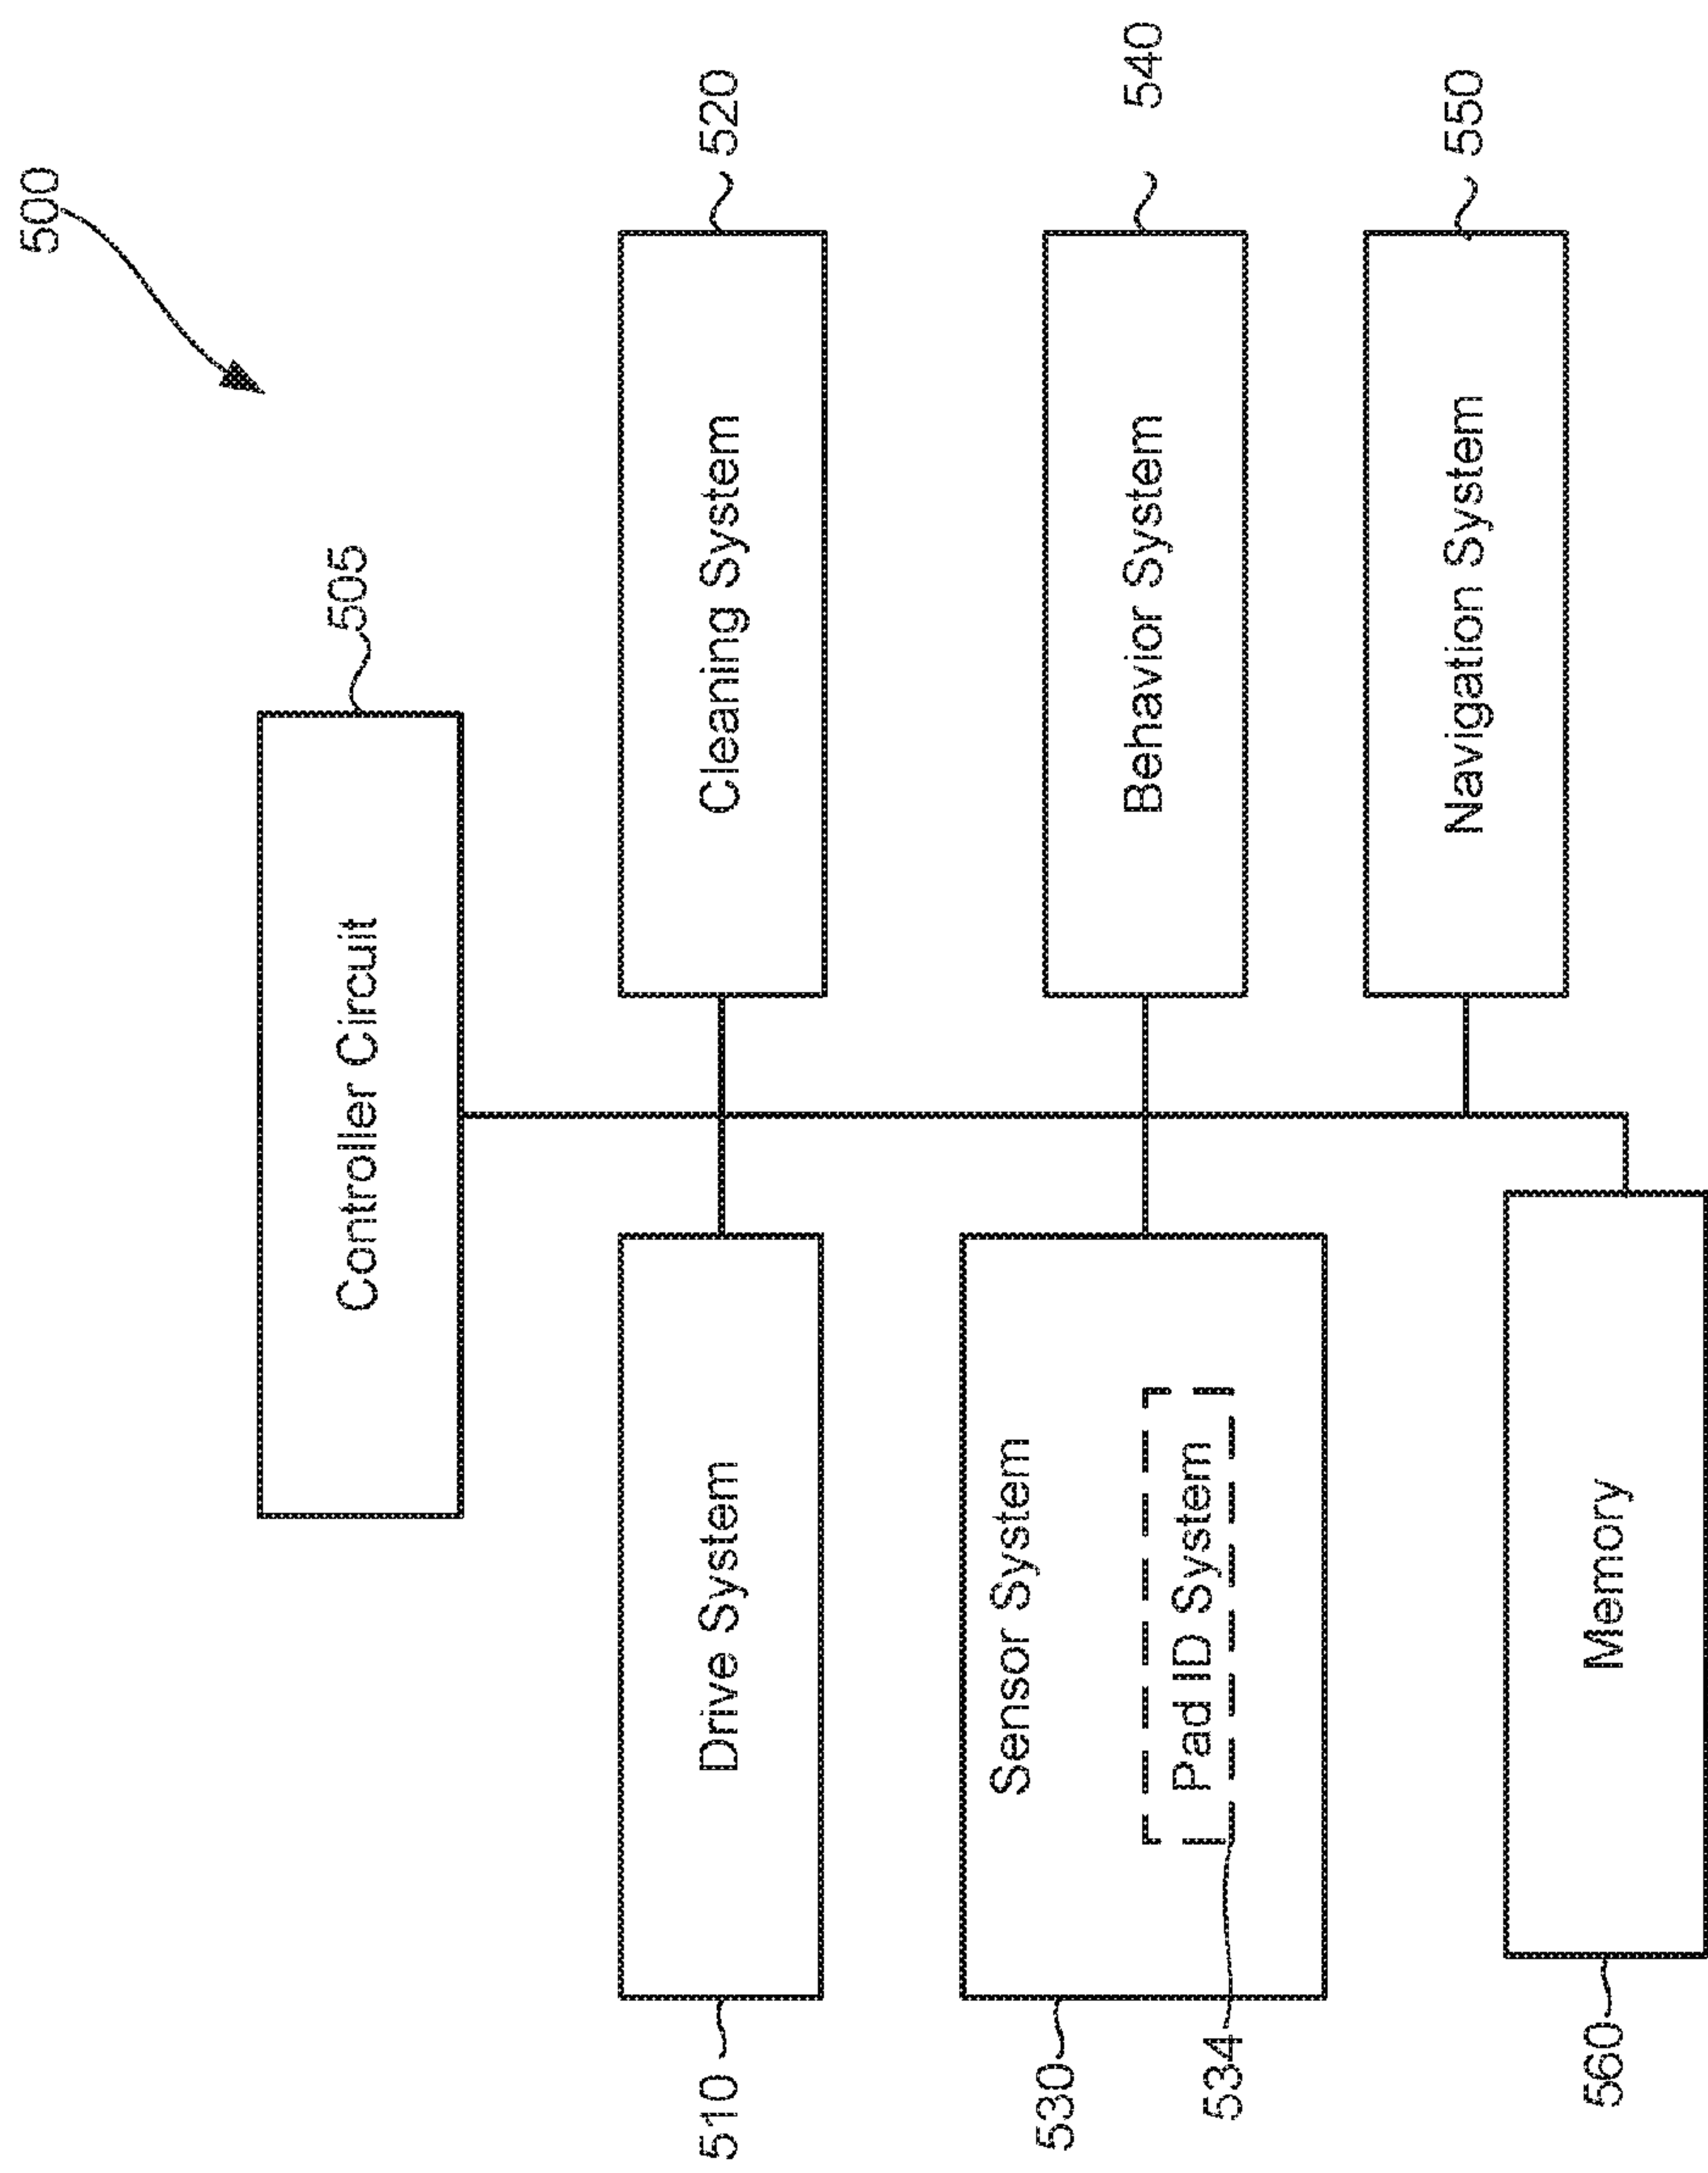 500
Controller Circuit
505
Drive System
510
Cleaning System
520
Sensor System
530
Pad ID System
534
Behavior System
540
Navigation System
550
Memory
560